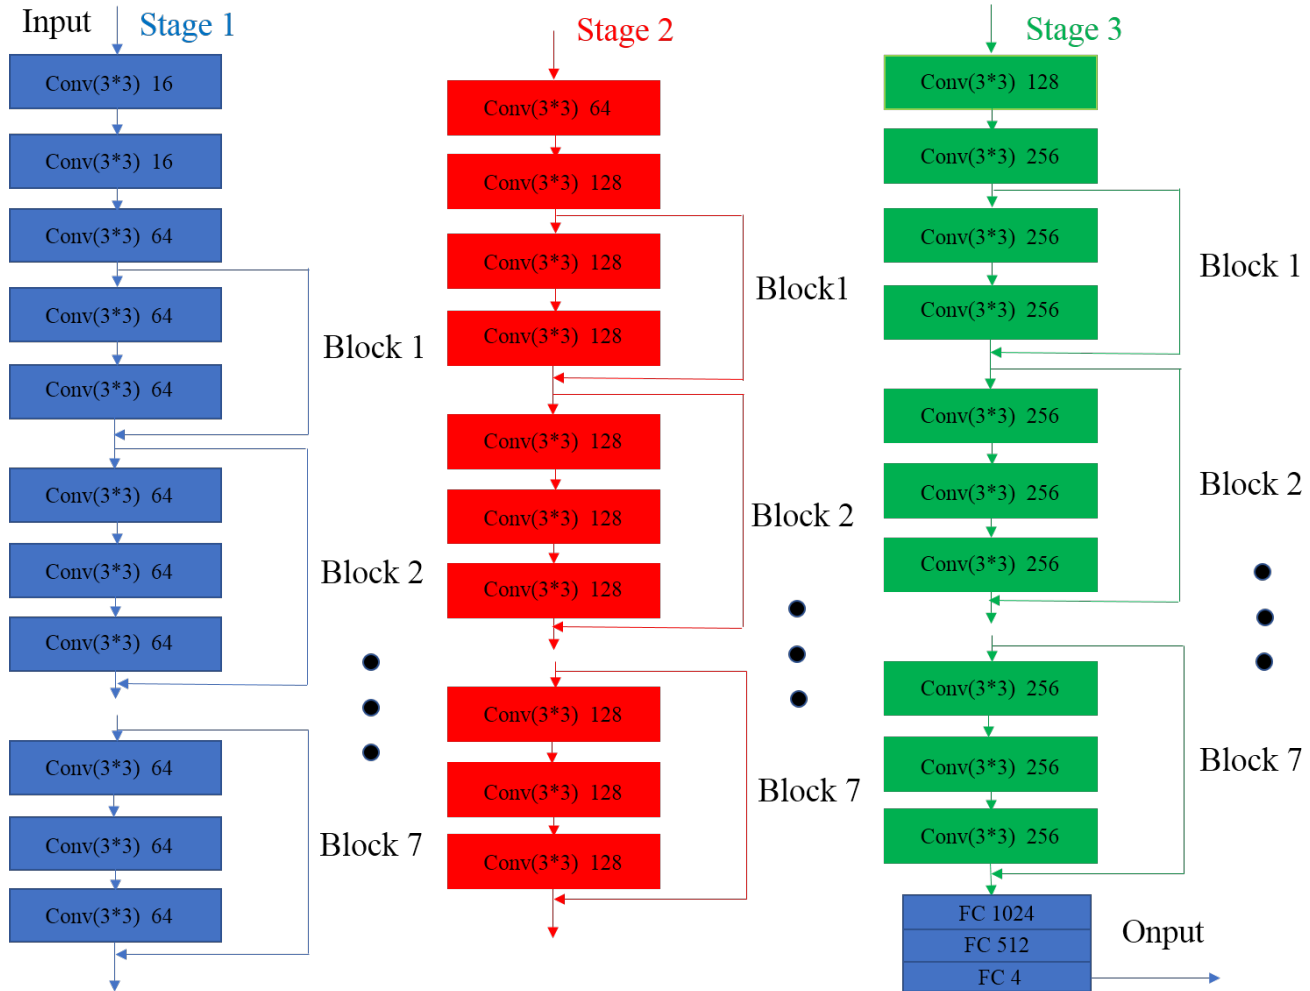 Input
Stage 1
Conv(3*3) 16
Conv(3*3) 16
Conv(3*3) 64
Conv(3*3) 64
Conv(3*3) 64
Block 1
Conv(3*3) 64
Conv(3*3) 64
Conv(3*3) 64
Block 2
Conv(3*3) 64
Conv(3*3) 64
Conv(3*3) 64
Block 7
Stage 2
Conv(3*3) 64
Conv(3*3) 128
Conv(3*3) 128
Conv(3*3) 128
Block1
Conv(3*3) 128
Conv(3*3) 128
Conv(3*3) 128
Block 2
Conv(3*3) 128
Conv(3*3) 128
Conv(3*3) 128
Block 7
Stage 3
Conv(3*3) 128
Conv(3*3) 256
Conv(3*3) 256
Conv(3*3) 256
Block 1
Conv(3*3) 256
Conv(3*3) 256
Conv(3*3) 256
Block 2
Conv(3*3) 256
Conv(3*3) 256
Conv(3*3) 256
Block 7
FC 1024
FC 512
FC 4
Onput